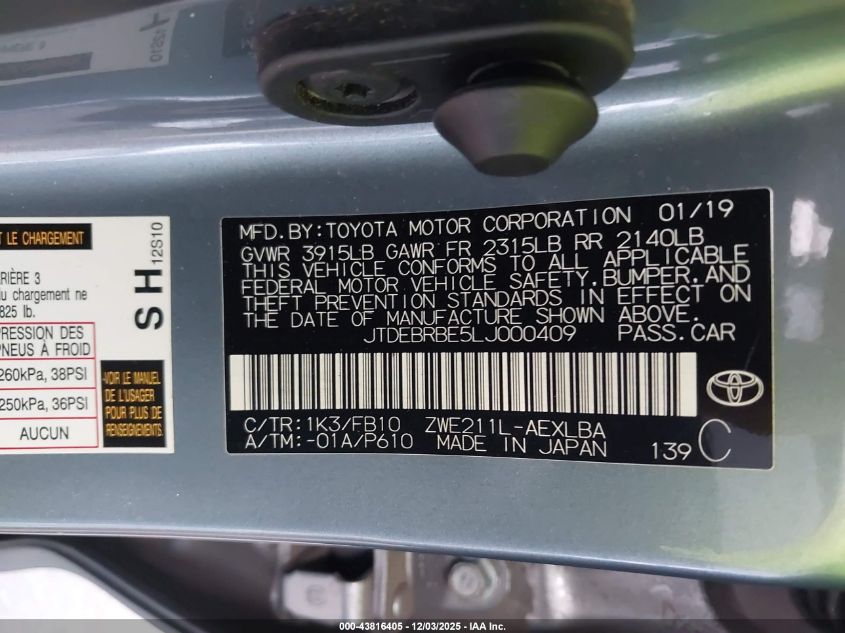 T LE CHARGEMENT
RIÈRE 3
u chargement ne
825 lb.
PRESSION DES
PNEUS À FROID
260kPa, 38PSI
250kPa, 36PSI
AUCUN
SH
12S10
VOIR LE MANUEL
DE L'USAGER
POUR PLUS DE
RENSEIGNEMENTS
MFD. BY: TOYOTA MOTOR CORPORATION 01/19
GVWR 3915LB GAWR FR 2315LB RR 2140LB
THIS VEHICLE CONFORMS TO ALL APPLICABLE
FEDERAL MOTOR VEHICLE SAFETY, BUMPER, AND
THEFT PREVENTION STANDARDS IN EFFECT ON
THE DATE OF MANUFACTURE SHOWN ABOVE.
JTDEBRBE5LJ000409 PASS. CAR
C/TR: 1K3/FB10 ZWE211L-AEXLBA
A/TM: -01A/P610 MADE IN JAPAN 139 C
000-43816405 - 12/03/2025 - IAA Inc.